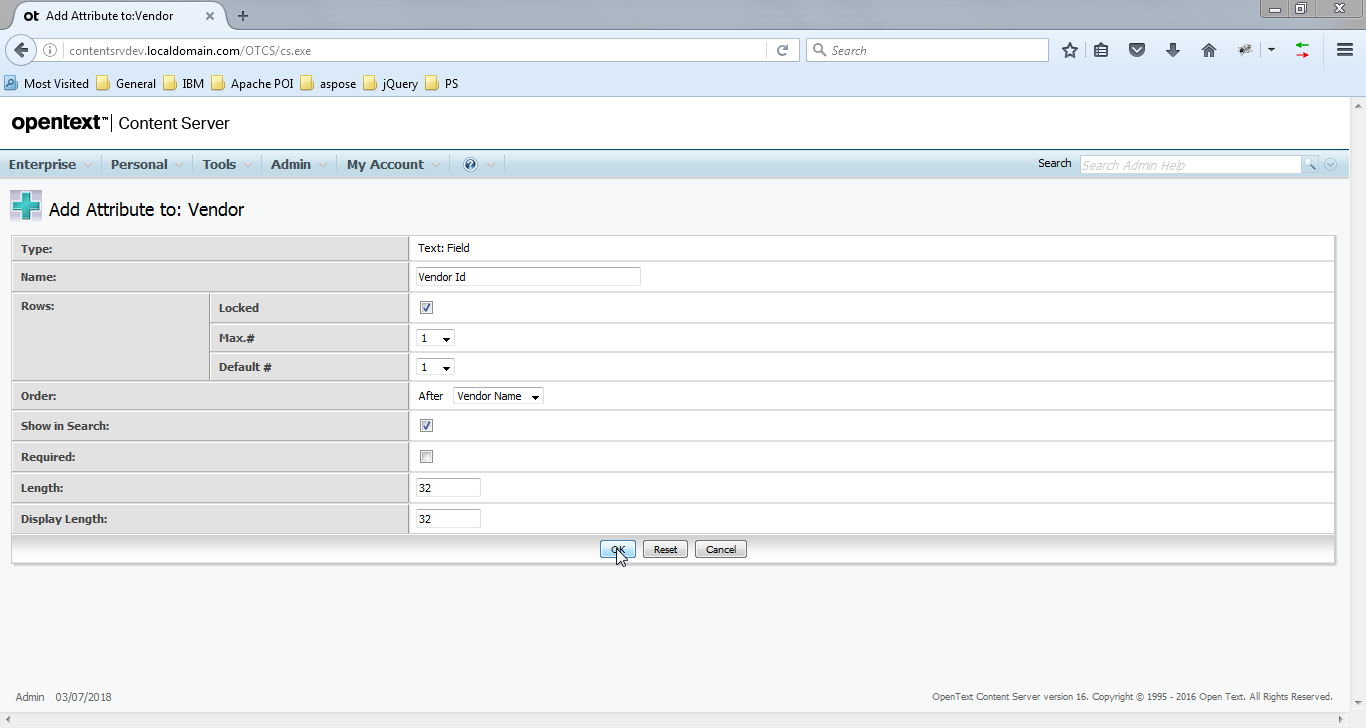 ot Add Attribute to:Vendor
contentsrvdev.localdomain.com/OTCS/cs.exe
Search
Most Visited General IBM Apache POI aspose jQuery PS
opentext™ | Content Server
Enterprise Personal Tools Admin My Account ? Search Search Admin Help
Add Attribute to: Vendor
Type: Text: Field
Name: Vendor Id
Rows: Locked
Max.# 1
Default # 1
Order: After Vendor Name
Show in Search:
Required:
Length: 32
Display Length: 32
OK Reset Cancel
Admin 03/07/2018 OpenText Content Server version 16. Copyright © 1995 - 2016 Open Text. All Rights Reserved.